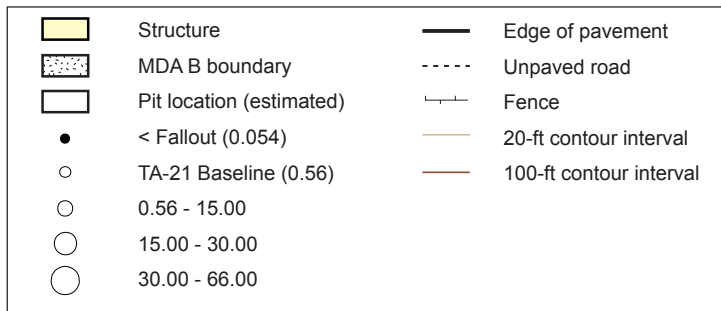 Structure
MDA B boundary
Pit location (estimated)
< Fallout (0.054)
TA-21 Baseline (0.56)
0.56 - 15.00
15.00 - 30.00
30.00 - 66.00
Edge of pavement
Unpaved road
Fence
20-ft contour interval
100-ft contour interval